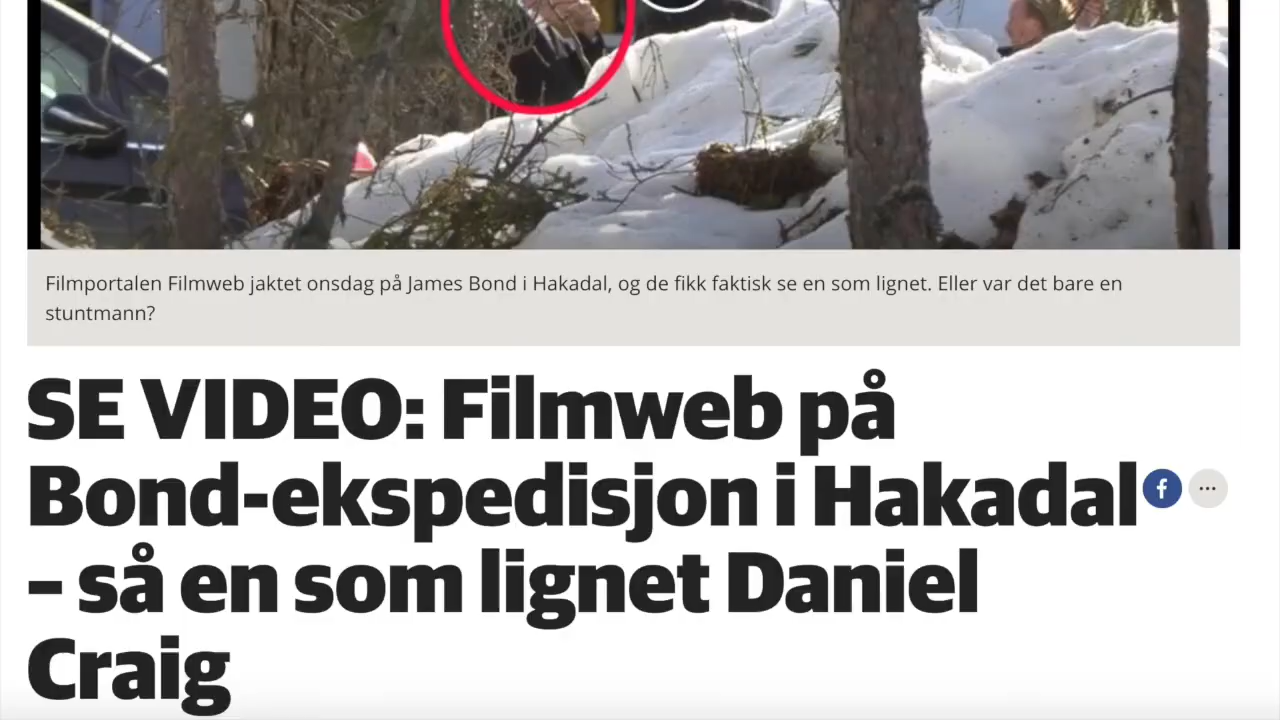 Filmportalen Filmweb jaktet onsdag på James Bond i Hakadal, og de fikk faktisk se en som lignet. Eller var det bare en
stuntmann?
SE VIDEO: Filmweb på
Bond-ekspedisjon i Hakadal
– så en som lignet Daniel
Craig